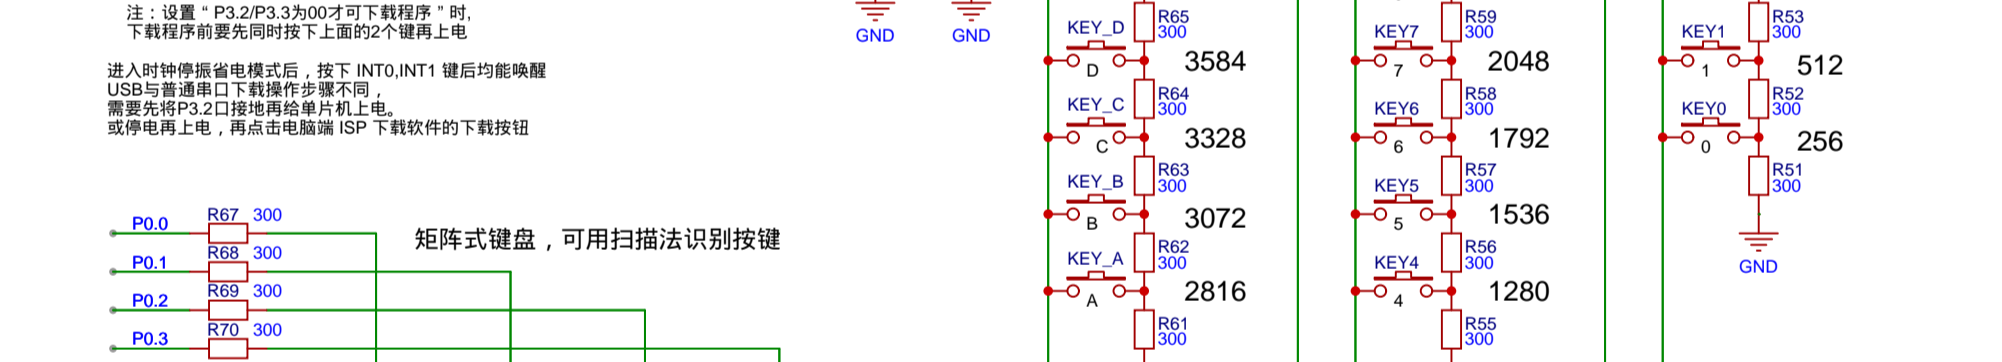 注：设置＂P3.2/P3.3为00才可下载程序＂时,
下载程序前要先同时按下上面的2个键再上电
进入时钟停振省电模式后，按下 INT0,INT1 键后均能唤醒
USB与普通串口下载操作步骤不同，
需要先将P3.2口接地再给单片机上电。
或停电再上电，再点击电脑端 ISP 下载软件的下载按钮
P0.0
R67 300
P0.1
R68 300
P0.2
R69 300
P0.3
R70 300
矩阵式键盘，可用扫描法识别按键
GND
GND
R65
300
KEY_D
D
3584
R64
300
KEY_C
C
3328
R63
300
KEY_B
B
3072
R62
300
KEY_A
A
2816
R61
300
R59
300
KEY7
7
2048
R58
300
KEY6
6
1792
R57
300
KEY5
5
1536
R56
300
KEY4
4
1280
R55
300
R53
300
KEY1
1
512
R52
300
KEY0
0
256
R51
300
GND